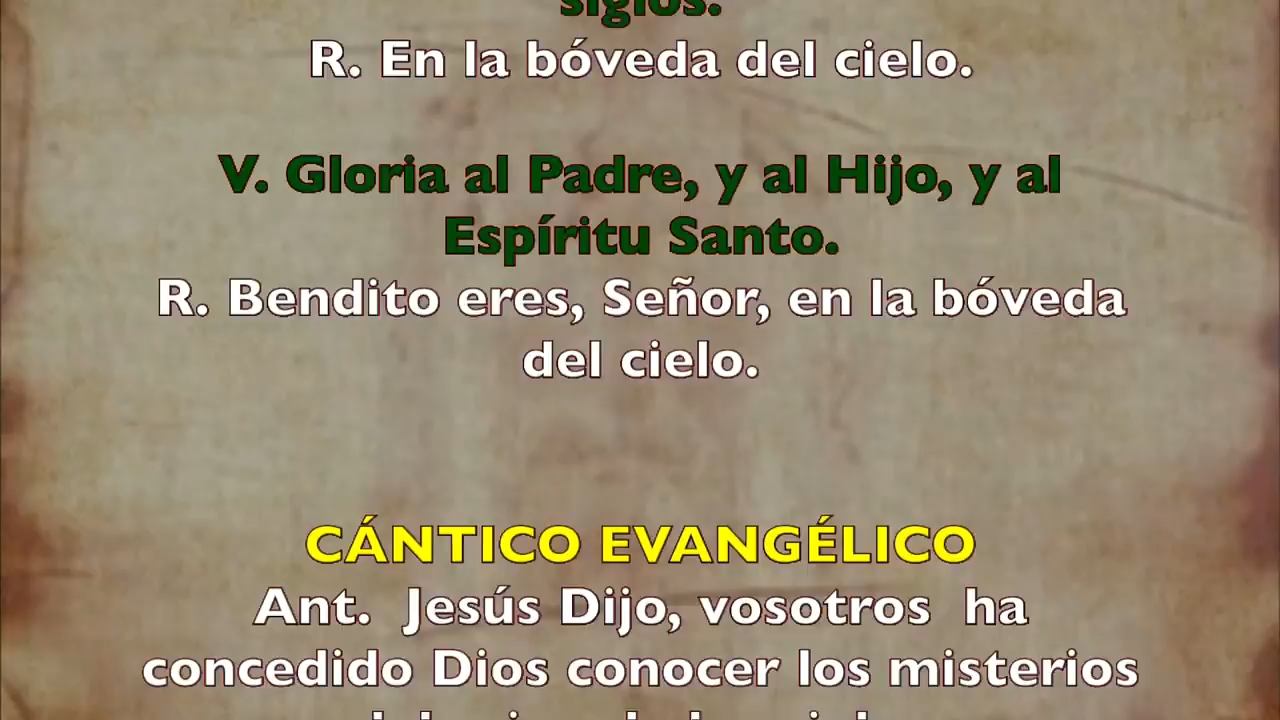 siglos.
R. En la bóveda del cielo.
V. Gloria al Padre, y al Hijo, y al
Espíritu Santo.
R. Bendito eres, Señor, en la bóveda
del cielo.
CÁNTICO EVANGÉLICO
Ant.  Jesús Dijo, vosotros  ha
concedido Dios conocer los misterios